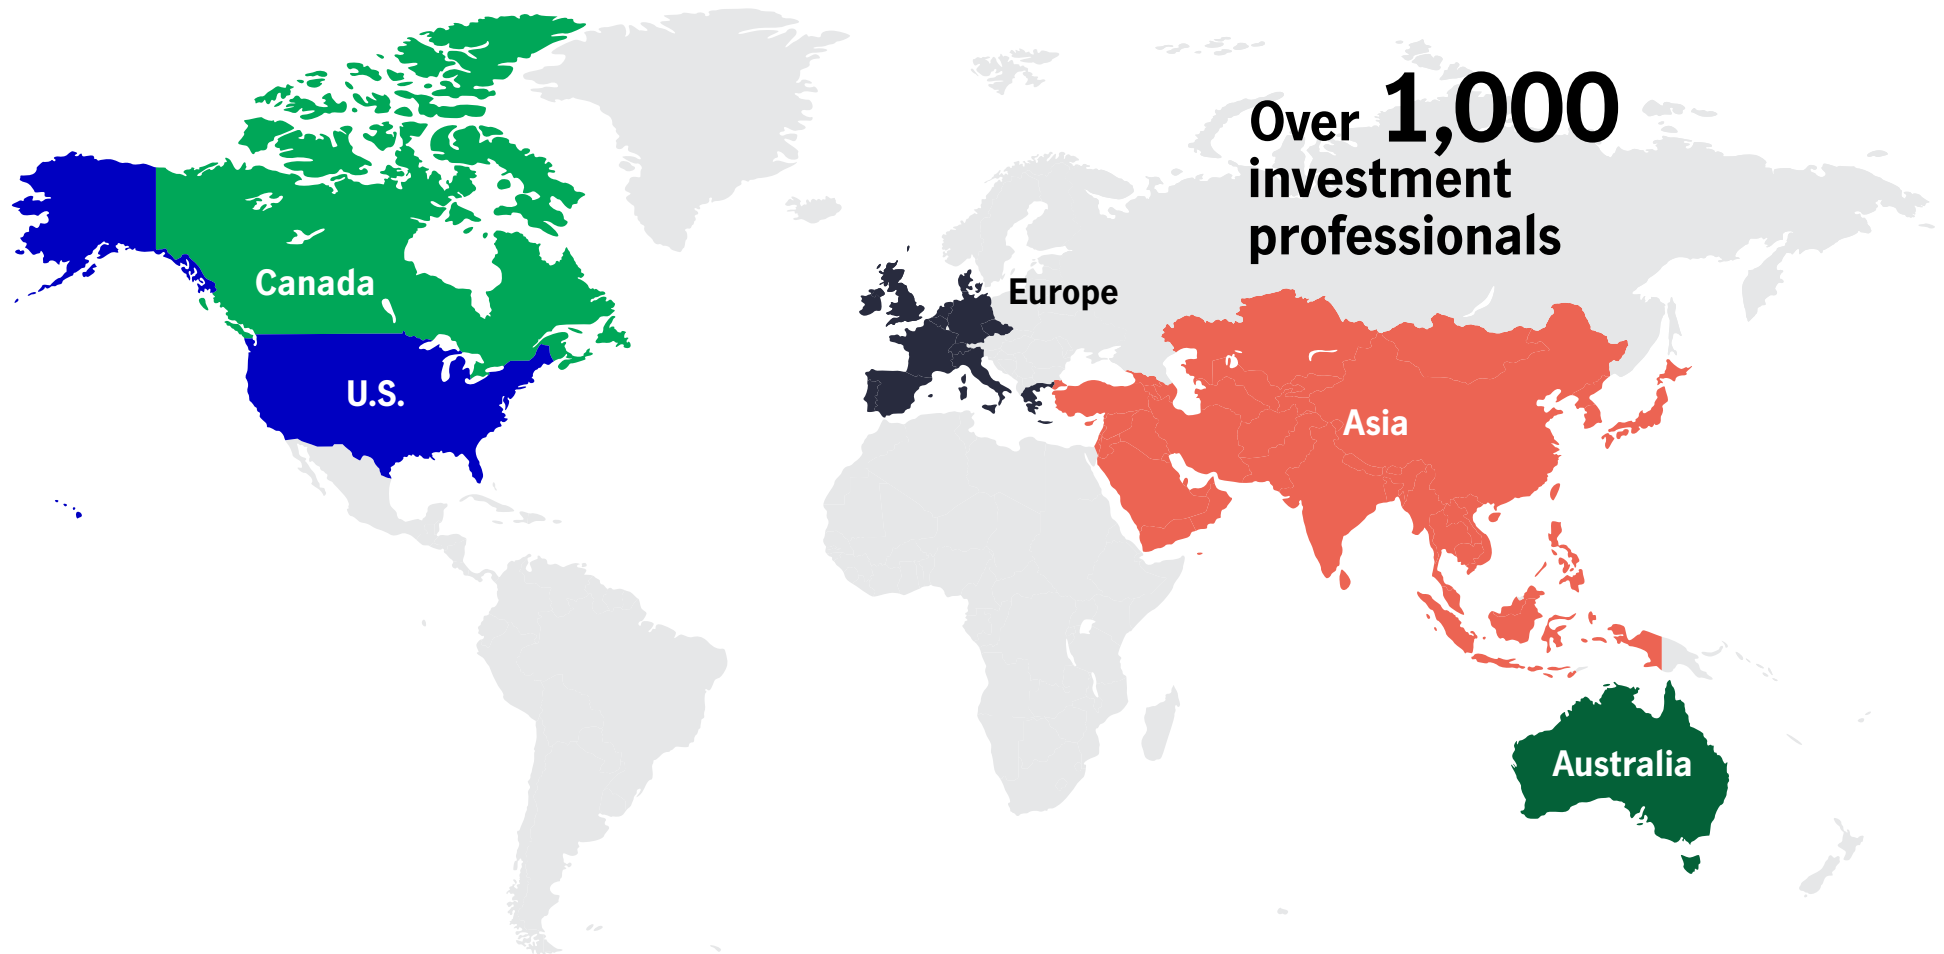 Over 1,000
investment
professionals
Canada
Europe
U.S.
Asia
Australia